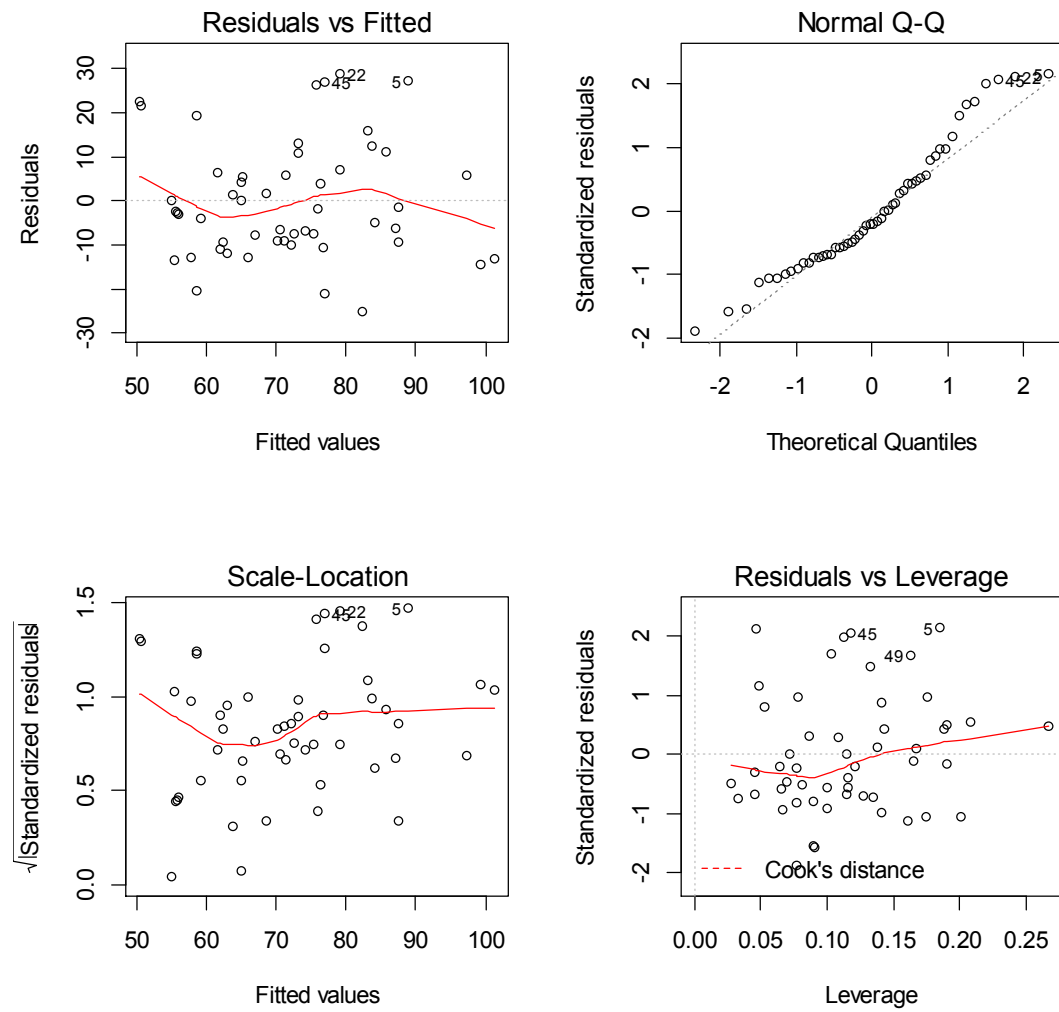 Residuals vs Fitted
Residuals
30
20
10
0
-10
-30
45
22
5
50 60 70 80 90 100
Fitted values
Normal Q-Q
Standardized residuals
2
1
0
-1
-2
45
22
5
-2 -1 0 1 2
Theoretical Quantiles
Scale-Location
√|Standardized residuals|
1.5
1.0
0.5
0.0
45
22
5
50 60 70 80 90 100
Fitted values
Residuals vs Leverage
Standardized residuals
2
1
0
-1
-2
45
5
49
Cook's distance
0.00 0.05 0.10 0.15 0.20 0.25
Leverage